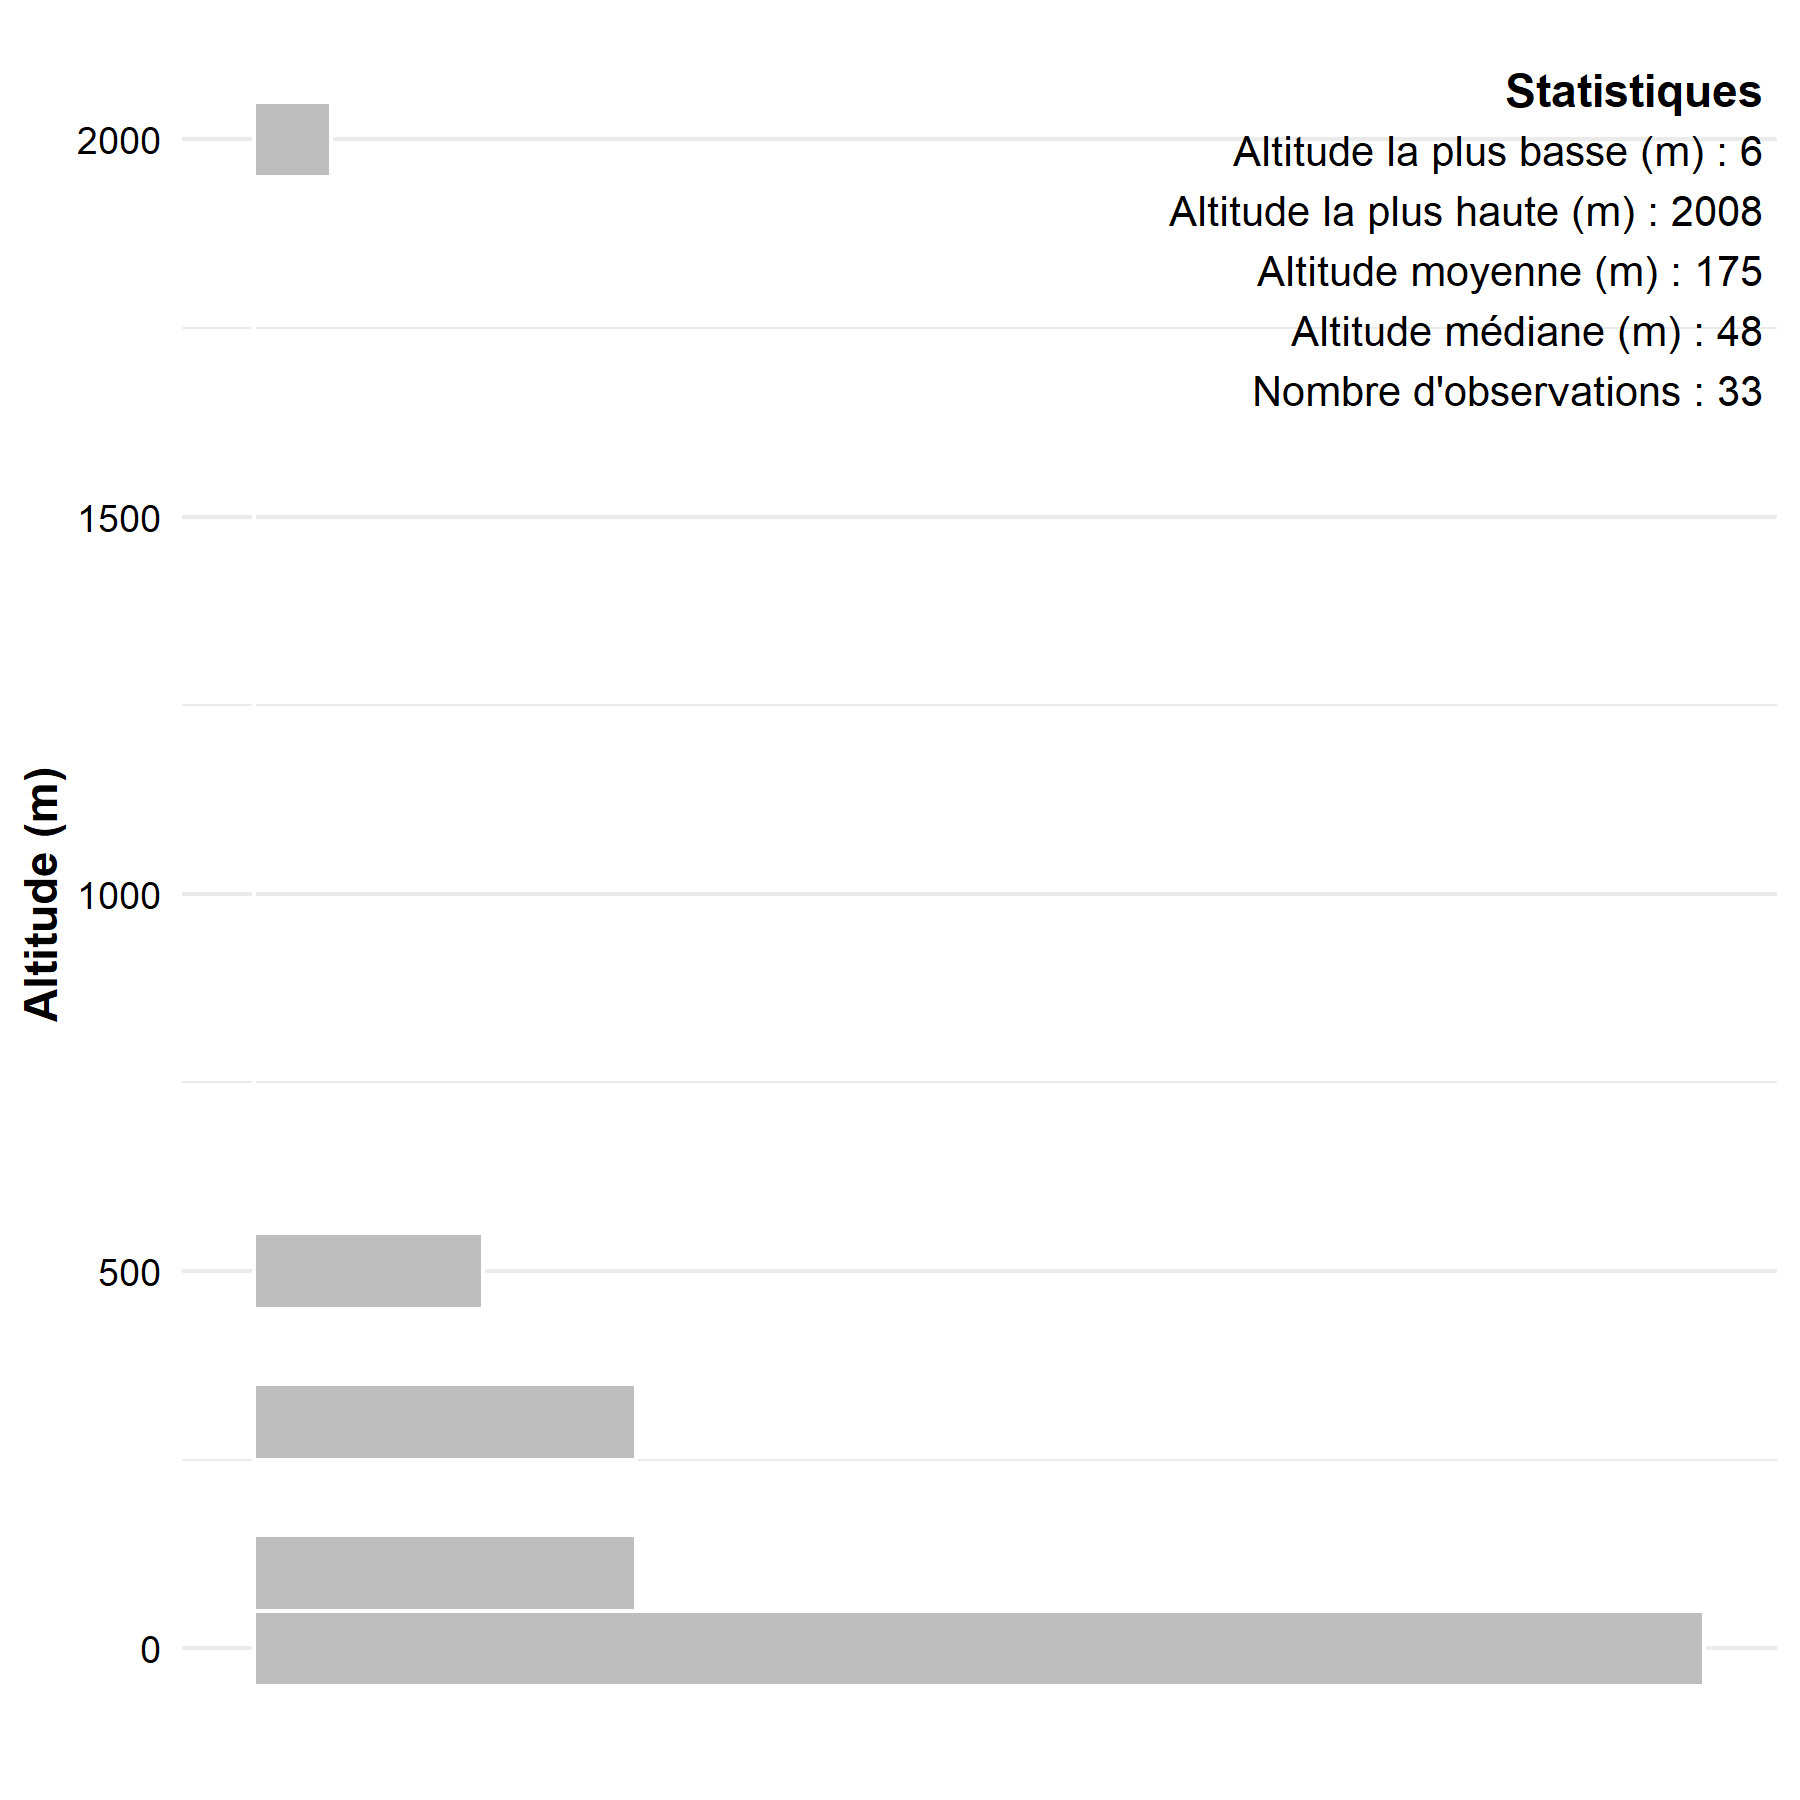 Statistiques
Altitude la plus basse (m) : 6
Altitude la plus haute (m) : 2008
Altitude moyenne (m) : 175
Altitude médiane (m) : 48
Nombre d'observations : 33
Altitude (m)
2000
1500
1000
500
0